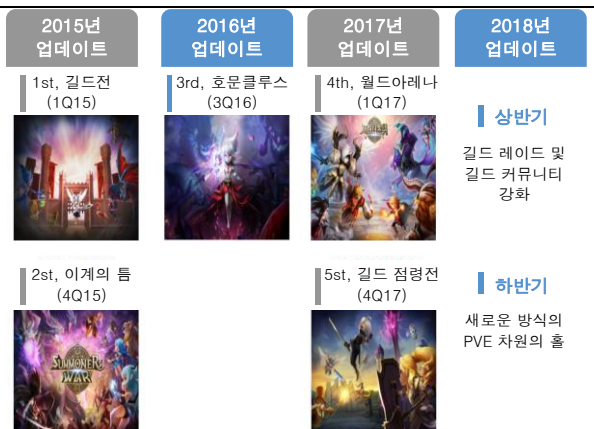 2015년
업데이트
2016년
업데이트
2017년
업데이트
2018년
업데이트
1st, 길드전
(1Q15)
3rd, 호문클루스
(3Q16)
4th, 월드아레나
(1Q17)
상반기
길드 레이드 및
길드 커뮤니티
강화
2st, 이계의 틈
(4Q15)
5st, 길드 점령전
(4Q17)
하반기
새로운 방식의
PVE 차원의 홀
SUMMONERS
WAR